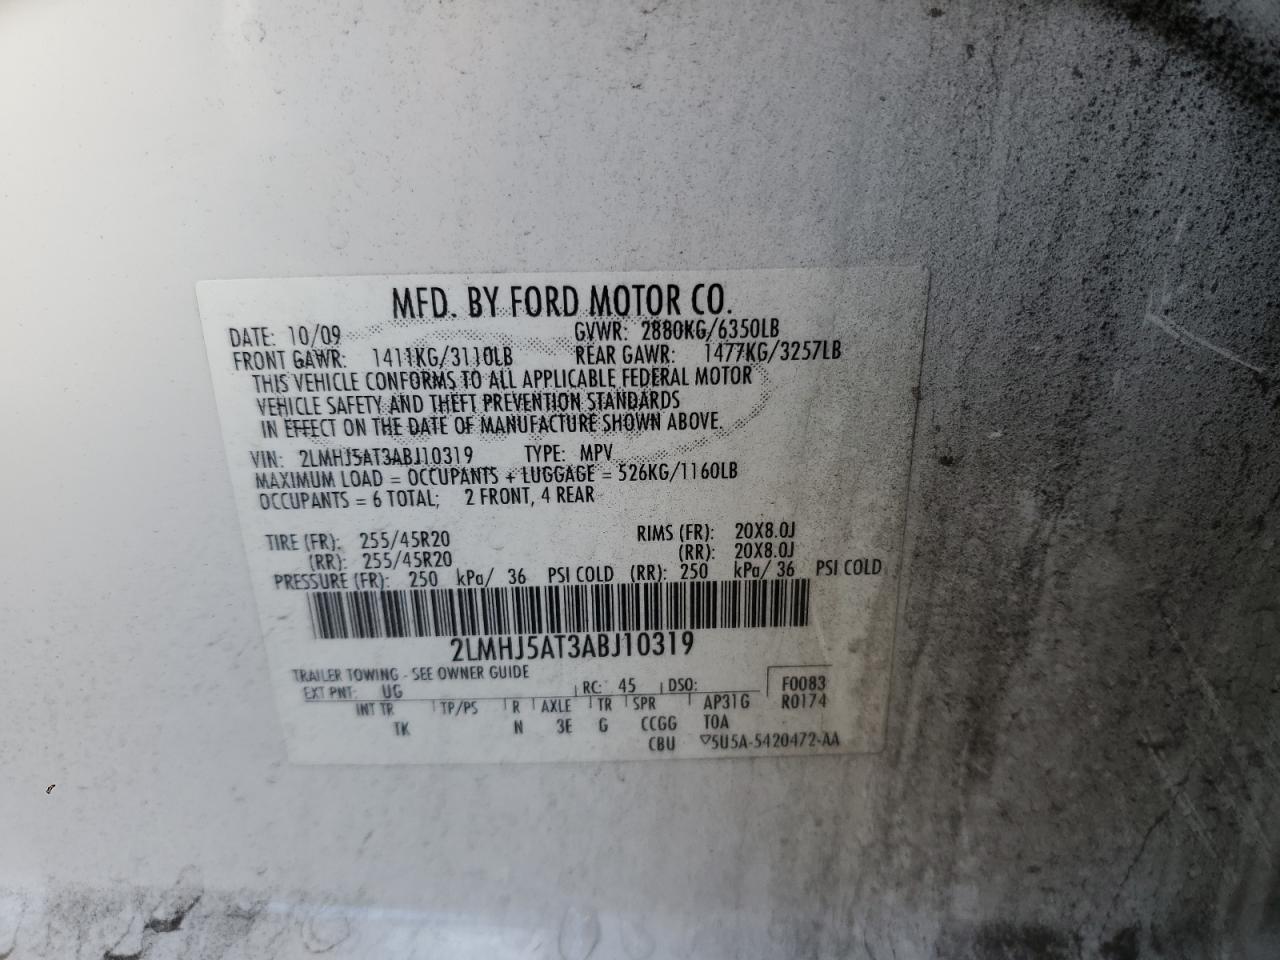 MFD. BY FORD MOTOR CO.
DATE: 10/09 GVWR: 2880KG/6350LB
FRONT GAWR: 1411KG/3110LB REAR GAWR: 1477KG/3257LB
THIS VEHICLE CONFORMS TO ALL APPLICABLE FEDERAL MOTOR
VEHICLE SAFETY AND THEFT PREVENTION STANDARDS
IN EFFECT ON THE DATE OF MANUFACTURE SHOWN ABOVE.
VIN: 2LMHJ5AT3ABJ10319 TYPE: MPV
MAXIMUM LOAD = OCCUPANTS + LUGGAGE = 526KG/1160LB
OCCUPANTS = 6 TOTAL; 2 FRONT, 4 REAR
TIRE (FR): 255/45R20 RIMS (FR): 20X8.0J
(RR): 255/45R20 (RR): 20X8.0J
PRESSURE (FR): 250 kPa/ 36 PSI COLD (RR): 250 kPa/ 36 PSI COLD
2LMHJ5AT3ABJ10319
TRAILER TOWING - SEE OWNER GUIDE
EXT PNT: UG RC: 45 DSO: F0083
INT TR TP/PS R AXLE TR SPR AP31G R0174
TK N 3E G CCGG T0A
CBU ▽5U5A-5420472-AA